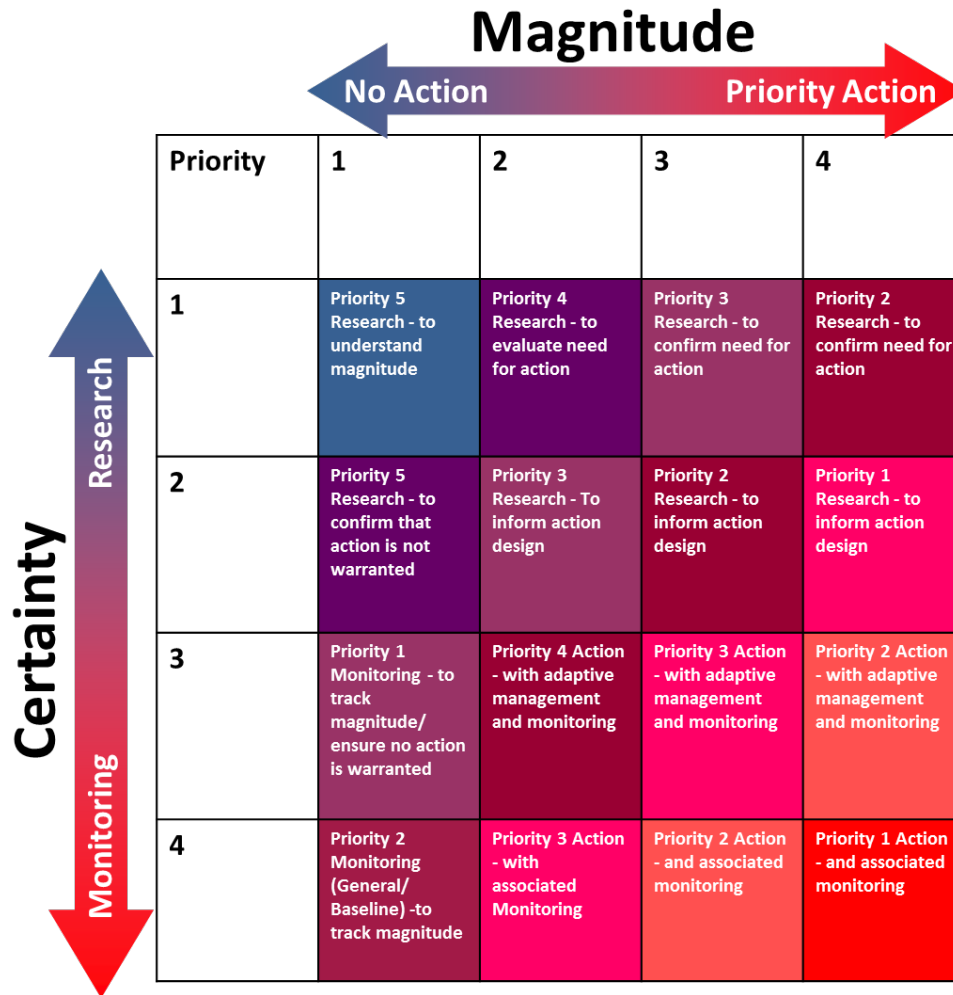 Magnitude
No Action
Priority Action
Priority
1
2
3
4
Certainty
Research
Monitoring
1
Priority 5
Research - to
understand
magnitude
Priority 4
Research - to
evaluate need
for action
Priority 3
Research - to
confirm need for
action
Priority 2
Research - to
confirm need for
action
2
Priority 5
Research - to
confirm that
action is not
warranted
Priority 3
Research - To
inform action
design
Priority 2
Research - to
inform action
design
Priority 1
Research - to
inform action
design
3
Priority 1
Monitoring - to
track
magnitude/
ensure no action
is warranted
Priority 4 Action
- with adaptive
management
and monitoring
Priority 3 Action
- with adaptive
management
and monitoring
Priority 2 Action
- with adaptive
management
and monitoring
4
Priority 2
Monitoring
(General/
Baseline) -to
track magnitude
Priority 3 Action
- with
associated
Monitoring
Priority 2 Action
- and associated
monitoring
Priority 1 Action
- and associated
monitoring